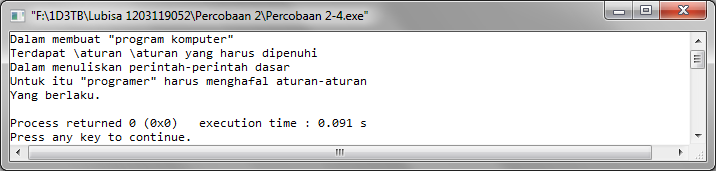 "F:\1D3TB\Lubisa 1203119052\Percobaan 2\Percobaan 2-4.exe"
Dalam membuat "program komputer"
Terdapat \aturan \aturan yang harus dipenuhi
Dalam menuliskan perintah-perintah dasar
Untuk itu "programer" harus menghafal aturan-aturan
Yang berlaku.
Process returned 0 (0x0)   execution time : 0.091 s
Press any key to continue.